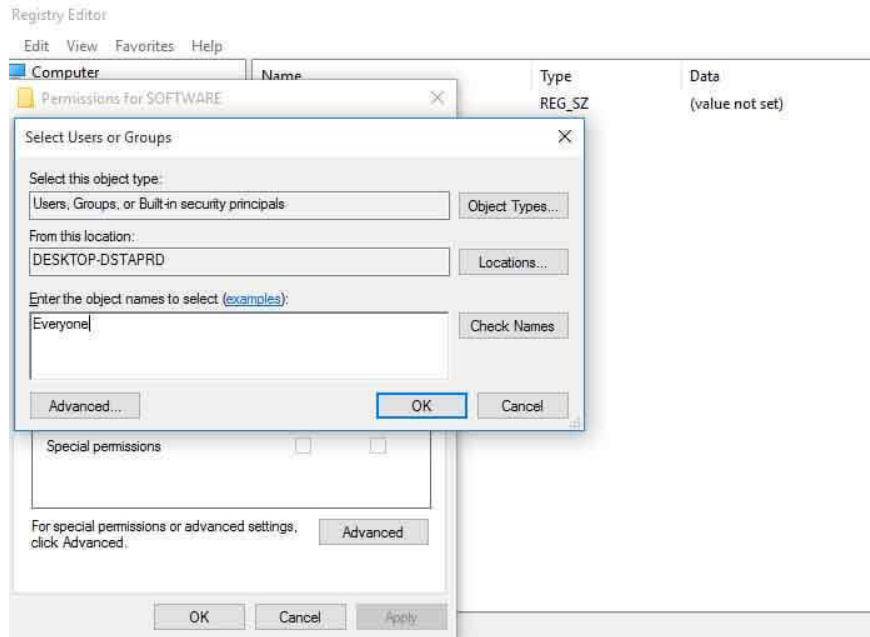 Registry Editor
Edit View Favorites Help
Computer
Name Type Data
Permissions for SOFTWARE
REG_SZ (value not set)
Select Users or Groups
Select this object type:
Users, Groups, or Built-in security principals Object Types...
From this location:
DESKTOP-DSTAPRD Locations...
Enter the object names to select (examples):
Everyone Check Names
Advanced... OK Cancel
Special permissions
For special permissions or advanced settings,
click Advanced. Advanced
OK Cancel Apply